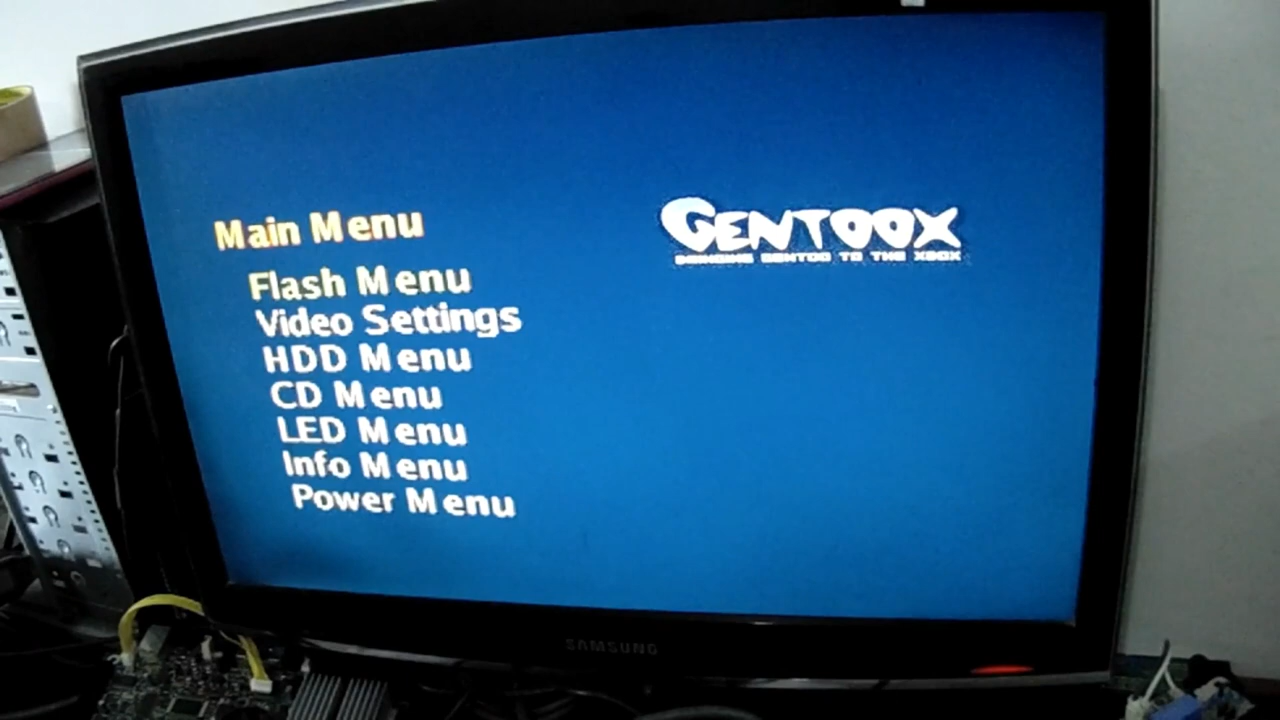 Main Menu
Flash Menu
Video Settings
HDD Menu
CD Menu
LED Menu
Info Menu
Power Menu
GENTOOX
BRINGING GENTOO TO THE XBOX
SAMSUNG